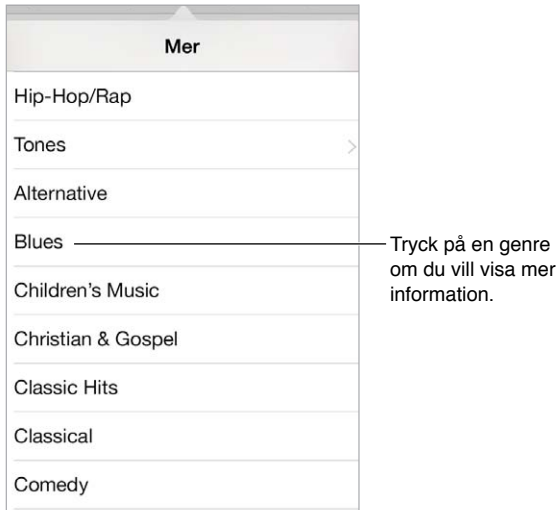 Mer
Hip-Hop/Rap
Tones
Alternative
Blues
Tryck på en genre
om du vill visa mer
information.
Children's Music
Christian & Gospel
Classic Hits
Classical
Comedy